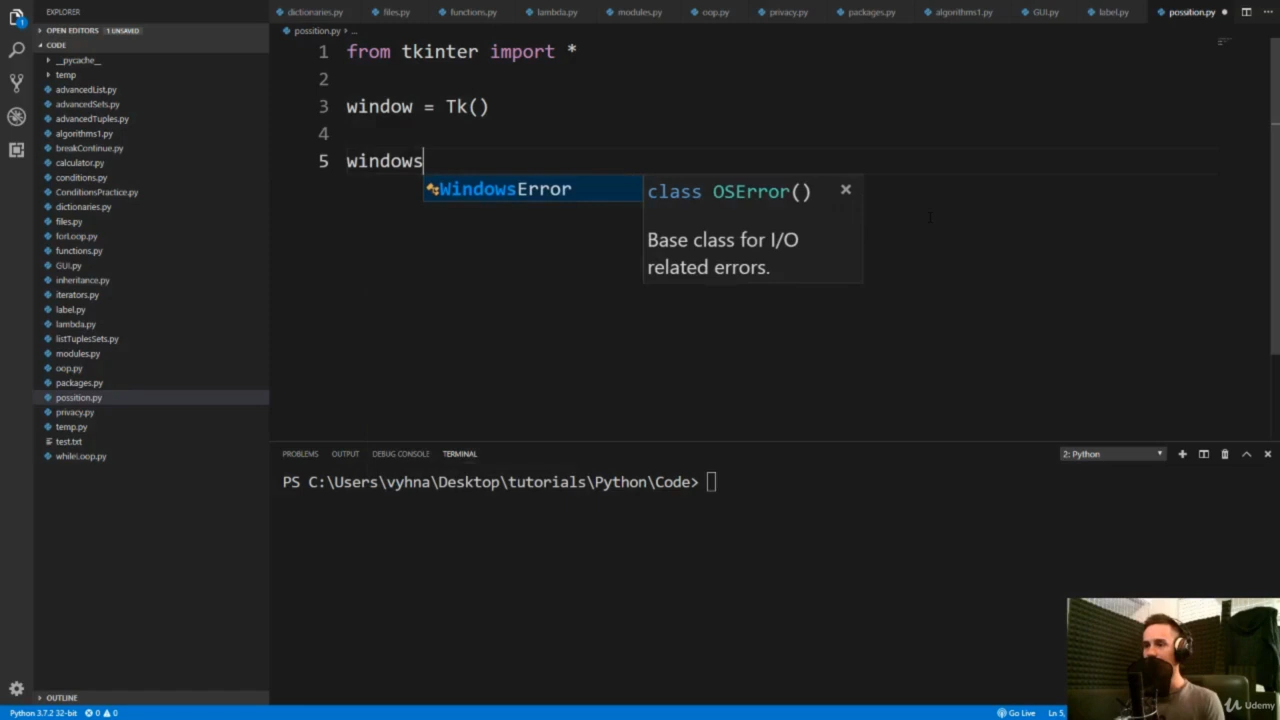 EXPLORER
OPEN EDITORS 1 UNSAVED
CODE
__pycache__
temp
advancedList.py
advancedSets.py
advancedTuples.py
algorithms1.py
breakContinue.py
calculator.py
conditions.py
ConditionsPractice.py
dictionaries.py
files.py
forLoop.py
functions.py
GUI.py
inheritance.py
iterators.py
label.py
lambda.py
listTuplesSets.py
modules.py
oop.py
packages.py
possition.py
privacy.py
temp.py
test.txt
whileLoop.py
OUTLINE
dictionaries.py files.py functions.py lambda.py modules.py oop.py privacy.py packages.py algorithms1.py GUI.py label.py possition.py
possition.py > ...
1 from tkinter import *
2
3 window = Tk()
4
5 windows
WindowsError
class OSError()
Base class for I/O
related errors.
PROBLEMS OUTPUT DEBUG CONSOLE TERMINAL 2: Python
PS C:\Users\vyhna\Desktop\tutorials\Python\Code>
Python 3.7.2 32-bit 0 0 Go Live Ln 5,
Udemy